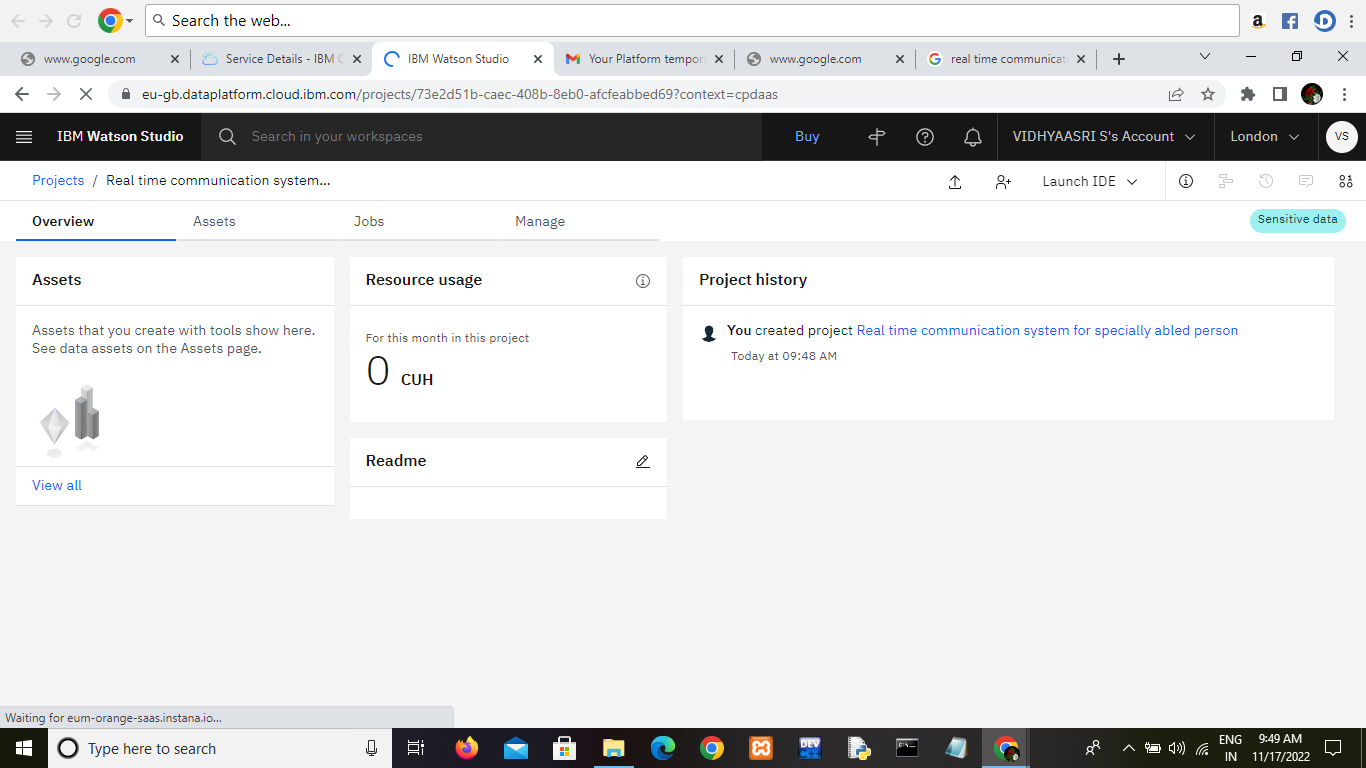 Search the web...
www.google.com
Service Details - IBM C
IBM Watson Studio
Your Platform tempora
www.google.com
real time communicati
eu-gb.dataplatform.cloud.ibm.com/projects/73e2d51b-caec-408b-8eb0-afcfeabbed69?context=cpdaas
IBM Watson Studio
Search in your workspaces
Buy
VIDHYAASRI S's Account
London
VS
Projects / Real time communication system...
Launch IDE
Overview
Assets
Jobs
Manage
Sensitive data
Assets
Assets that you create with tools show here.
See data assets on the Assets page.
View all
Resource usage
For this month in this project
0 CUH
Readme
Project history
You created project Real time communication system for specially abled person
Today at 09:48 AM
Waiting for eum-orange-saas.instana.io...
Type here to search
DEV
ENG
IN
9:49 AM
11/17/2022